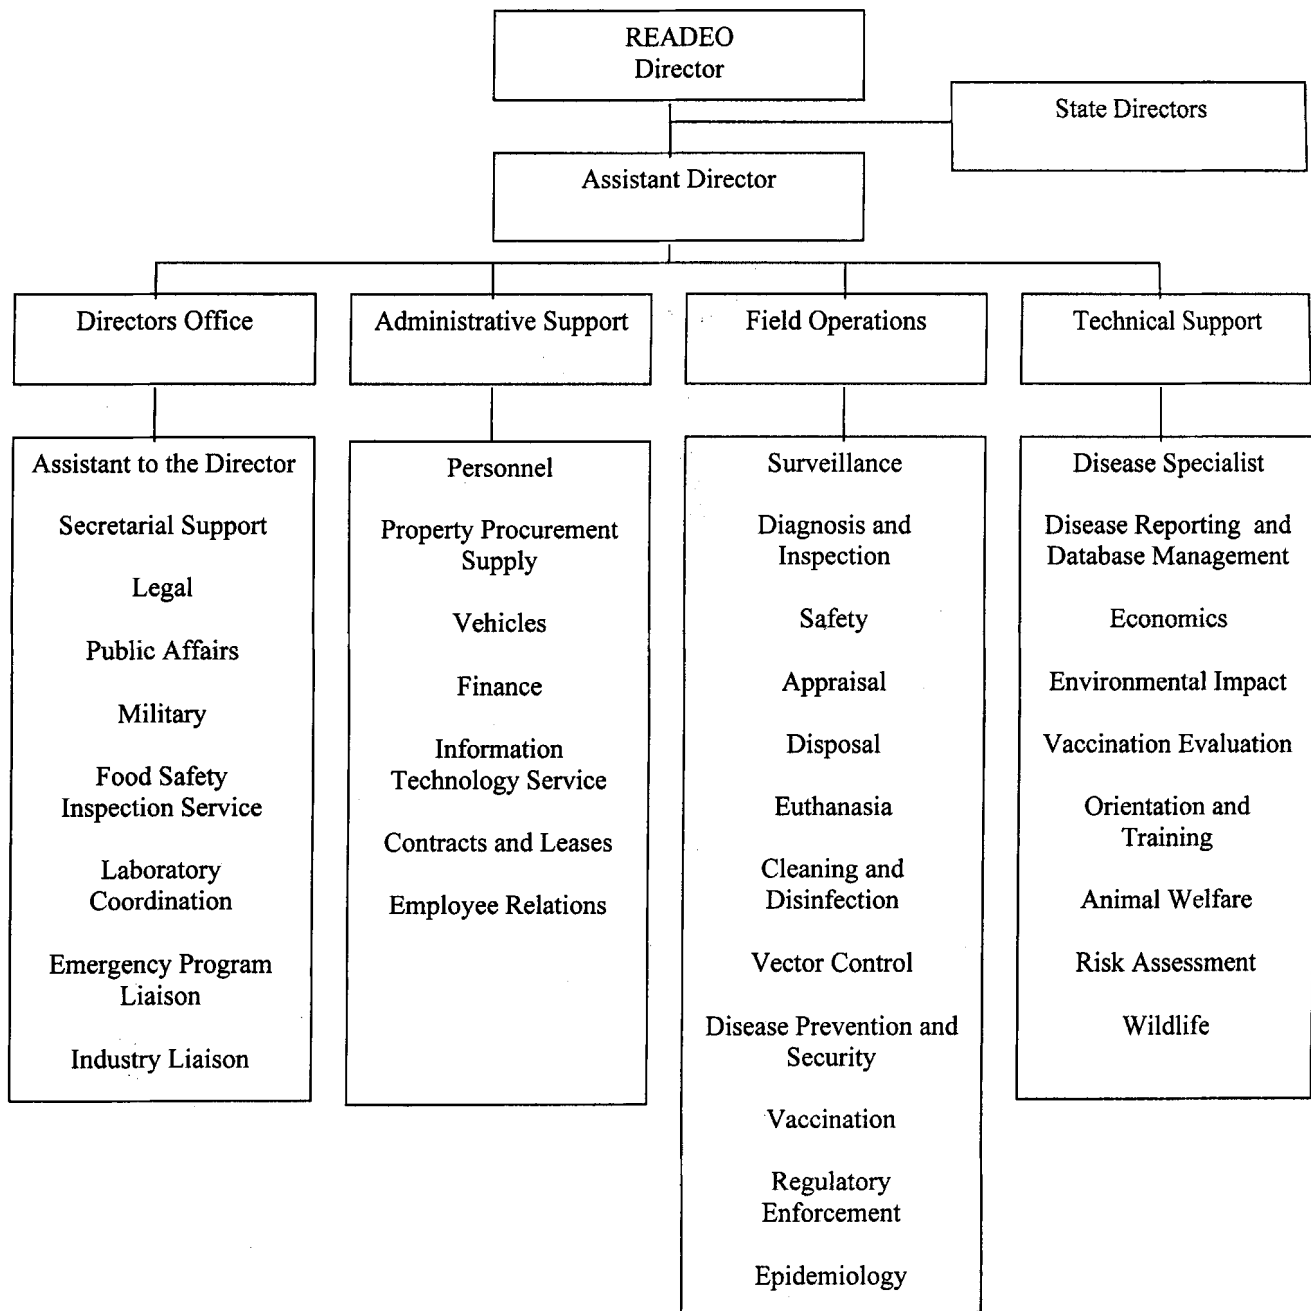 READEO
Director
State Directors
Assistant Director
Directors Office
Administrative Support
Field Operations
Technical Support
Assistant to the Director
Secretarial Support
Legal
Public Affairs
Military
Food Safety
Inspection Service
Laboratory
Coordination
Emergency Program
Liaison
Industry Liaison
Personnel
Property Procurement
Supply
Vehicles
Finance
Information
Technology Service
Contracts and Leases
Employee Relations
Surveillance
Diagnosis and
Inspection
Safety
Appraisal
Disposal
Euthanasia
Cleaning and
Disinfection
Vector Control
Disease Prevention and
Security
Vaccination
Regulatory
Enforcement
Epidemiology
Disease Specialist
Disease Reporting and
Database Management
Economics
Environmental Impact
Vaccination Evaluation
Orientation and
Training
Animal Welfare
Risk Assessment
Wildlife